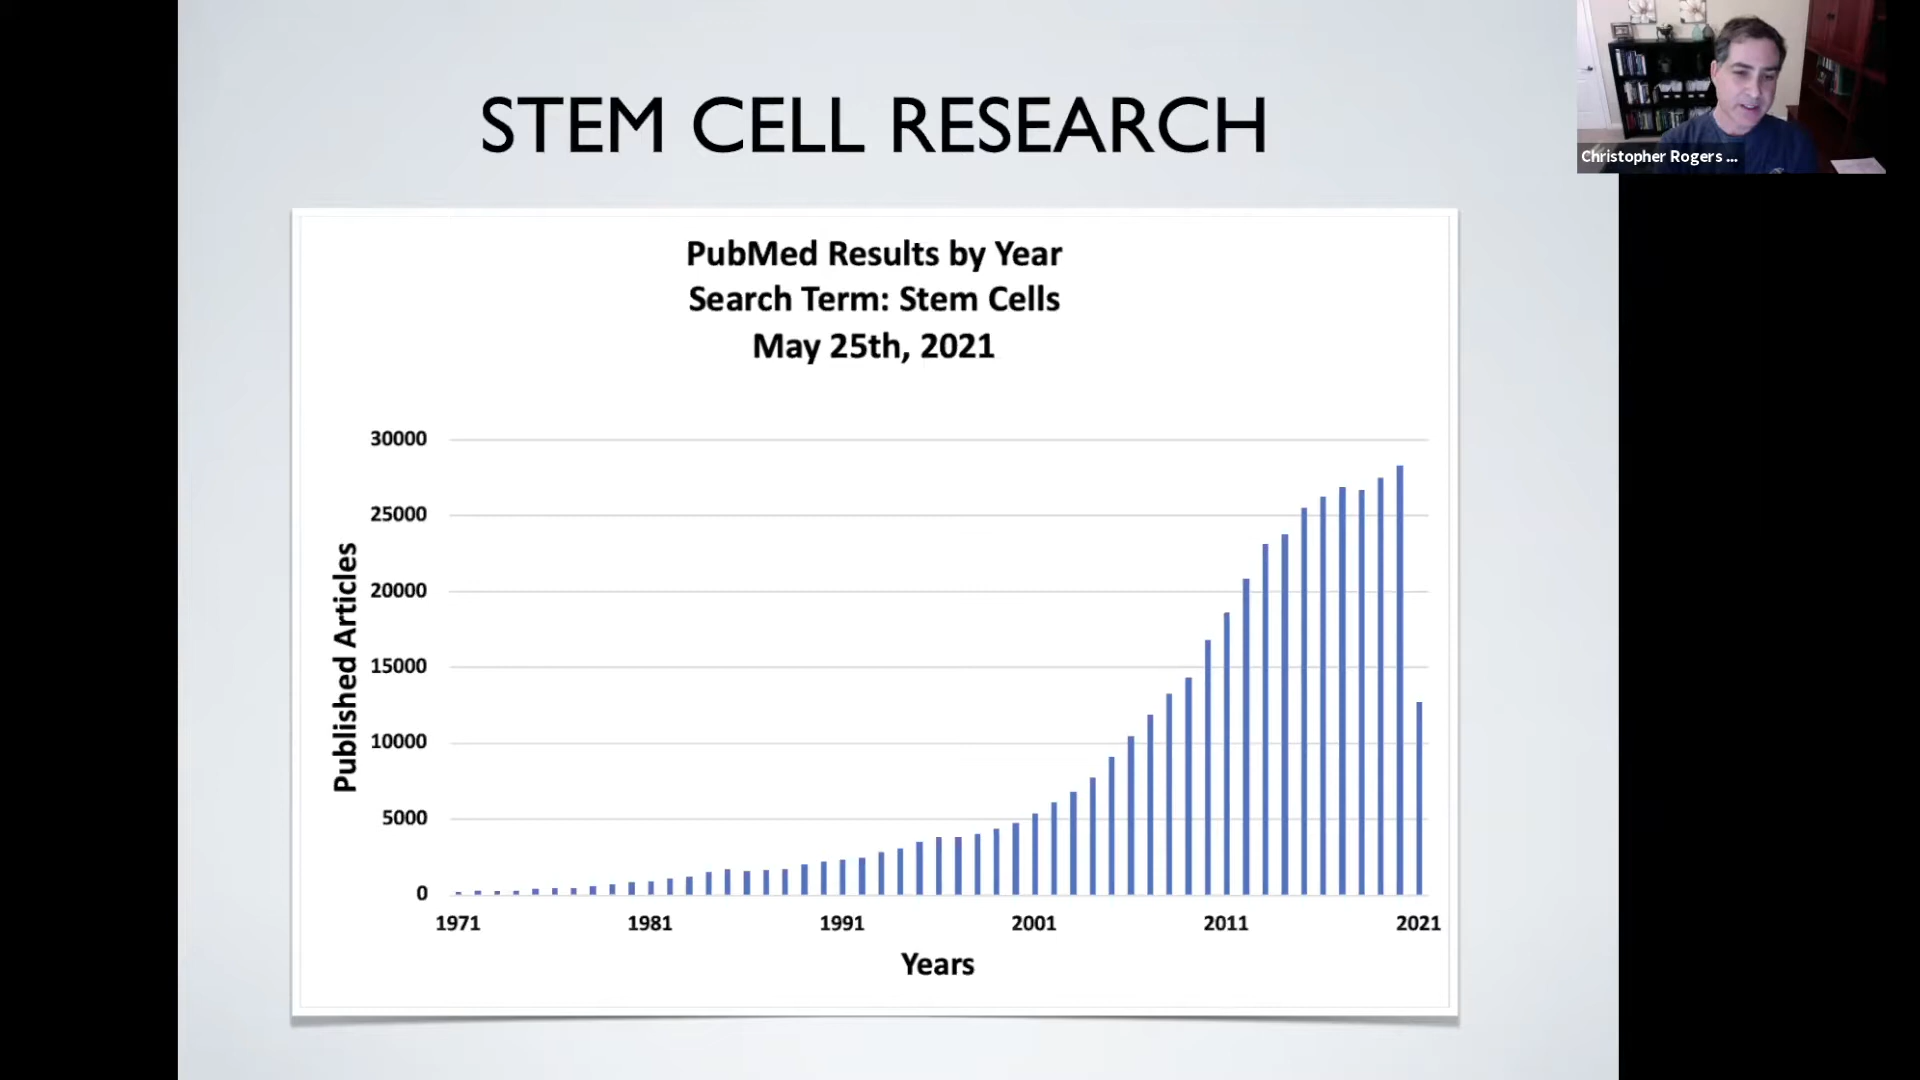 STEM CELL RESEARCH
Christopher Rogers ...
PubMed Results by Year
Search Term: Stem Cells
May 25th, 2021
Published Articles
30000
25000
20000
15000
10000
5000
0
1971 1981 1991 2001 2011 2021
Years